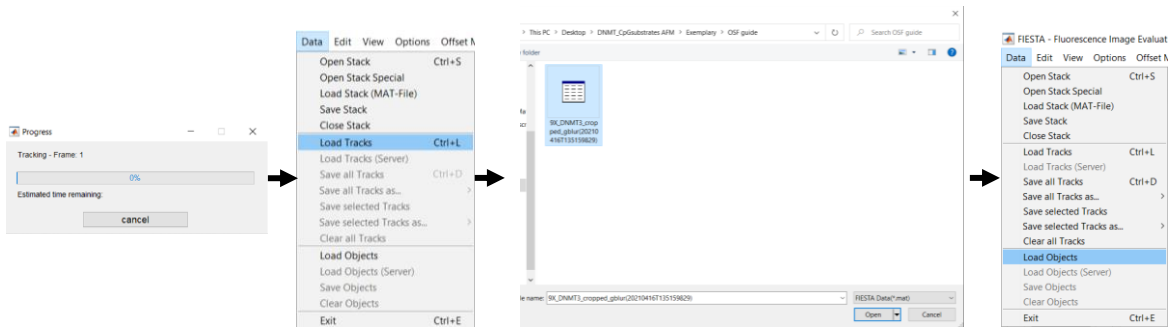 Progress
Tracking - Frame: 1
0%
Estimated time remaining:
cancel
Data Edit View Options Offset M
Open Stack Ctrl+S
Open Stack Special
Load Stack (MAT-File)
Save Stack
Close Stack
Load Tracks Ctrl+L
Load Tracks (Server)
Save all Tracks Ctrl+D
Save all Tracks as... >
Save selected Tracks
Save selected Tracks as... >
Clear all Tracks
Load Objects
Load Objects (Server)
Save Objects
Clear Objects
Exit Ctrl+E
> This PC > Desktop > DNMT_CpGsubstrates AFM > Exemplary > OSF guide
Search OSF guide
folder
9X_DNMT3_crop
ped_gblur(20210
416T135159829)
le name: 9X_DNMT3_cropped_gblur(20210416T135159829)
FIESTA Data(*.mat)
Open Cancel
FIESTA - Fluorescence Image Evaluat
Data Edit View Options Offset M
Open Stack Ctrl+S
Open Stack Special
Load Stack (MAT-File)
Save Stack
Close Stack
Load Tracks Ctrl+L
Load Tracks (Server)
Save all Tracks Ctrl+D
Save all Tracks as... >
Save selected Tracks
Save selected Tracks as... >
Clear all Tracks
Load Objects
Load Objects (Server)
Save Objects
Clear Objects
Exit Ctrl+E